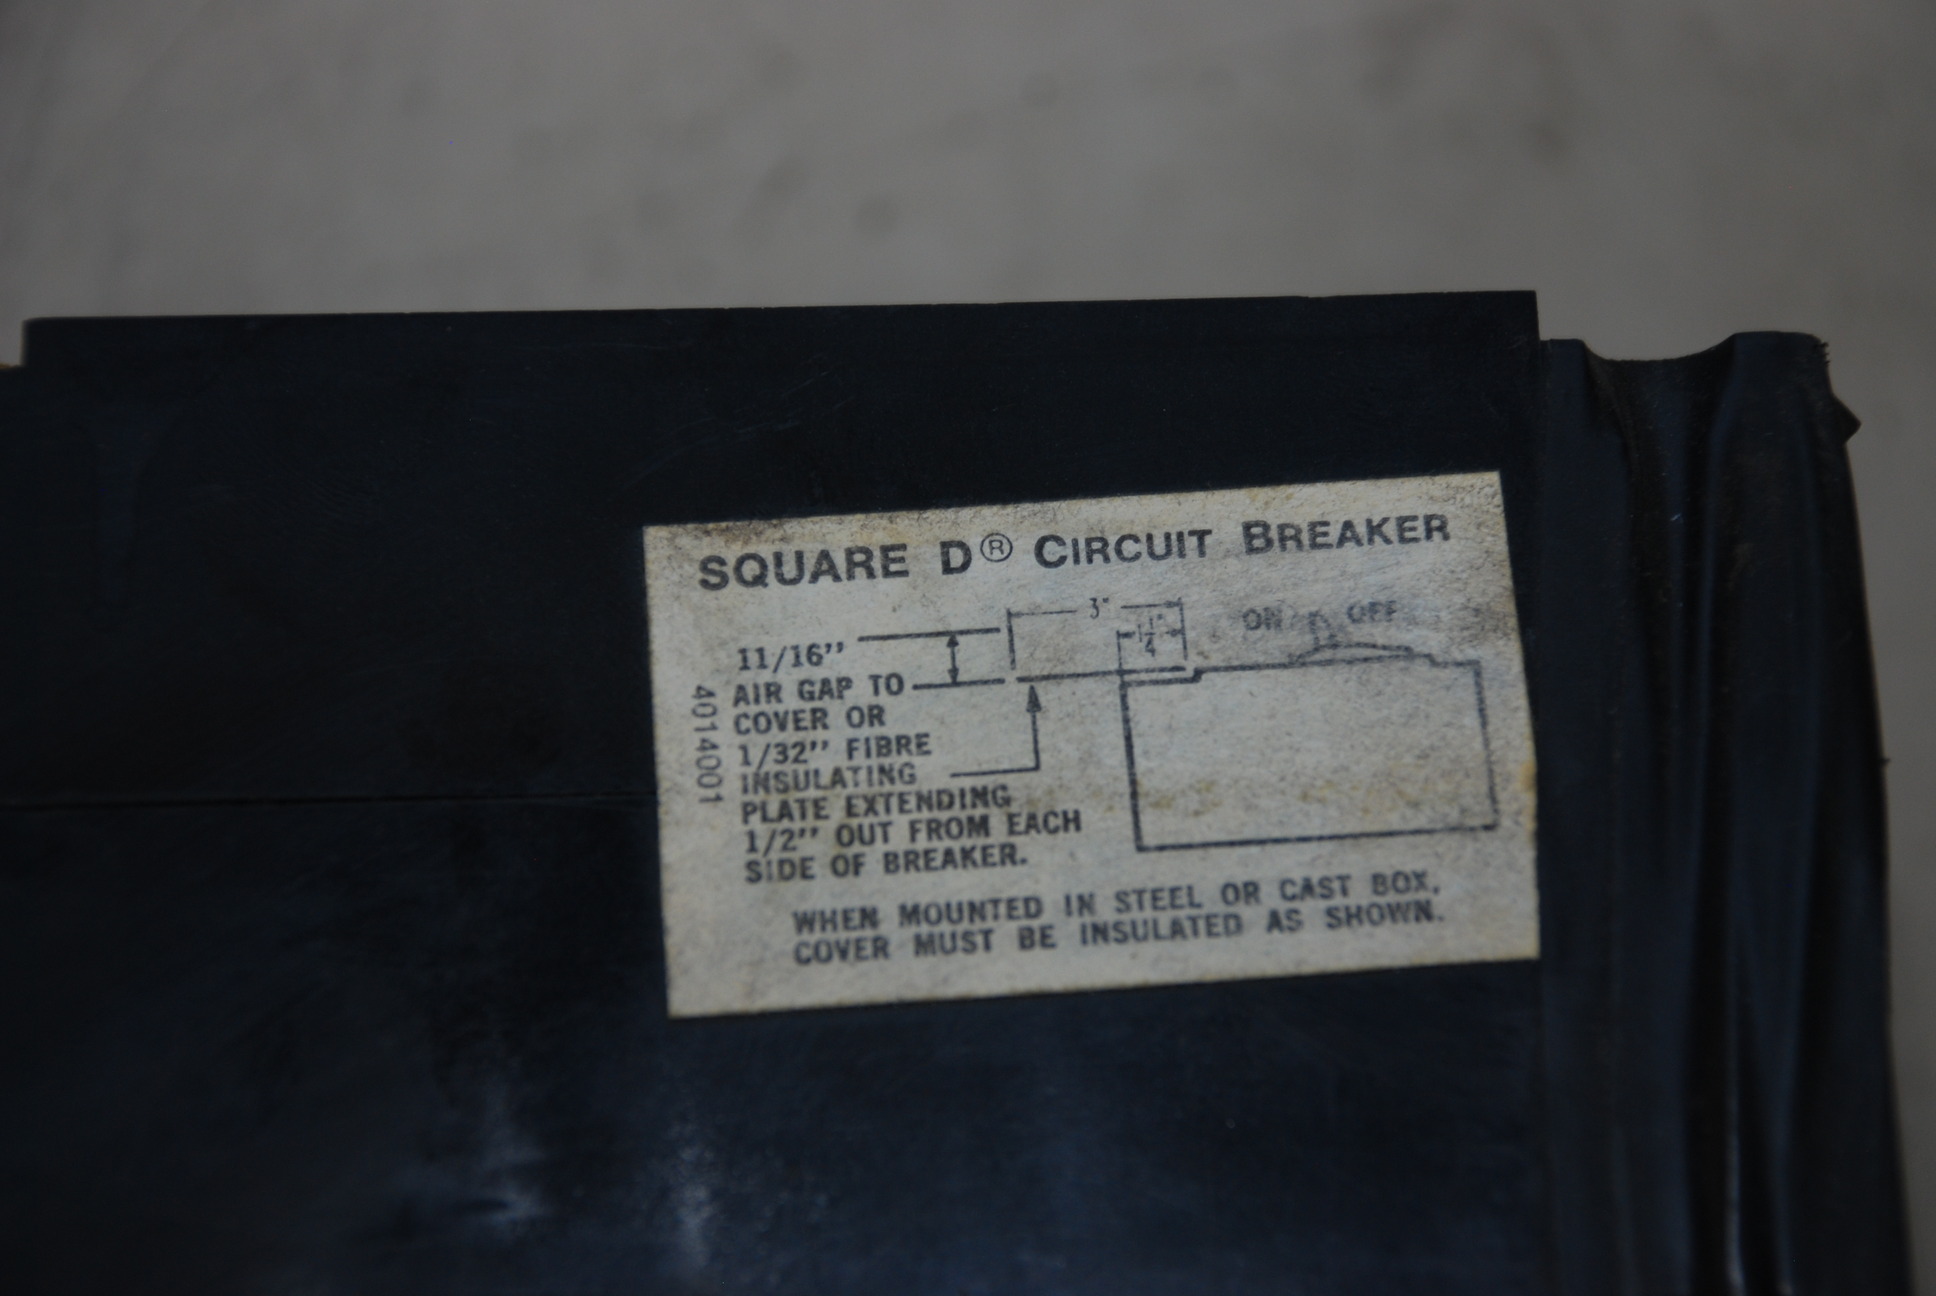 SQUARE D® CIRCUIT BREAKER
3"
1 1/4"
ON OFF
11/16"
AIR GAP TO
COVER OR
1/32" FIBRE
INSULATING
PLATE EXTENDING
1/2" OUT FROM EACH
SIDE OF BREAKER.
4014001
WHEN MOUNTED IN STEEL OR CAST BOX,
COVER MUST BE INSULATED AS SHOWN.